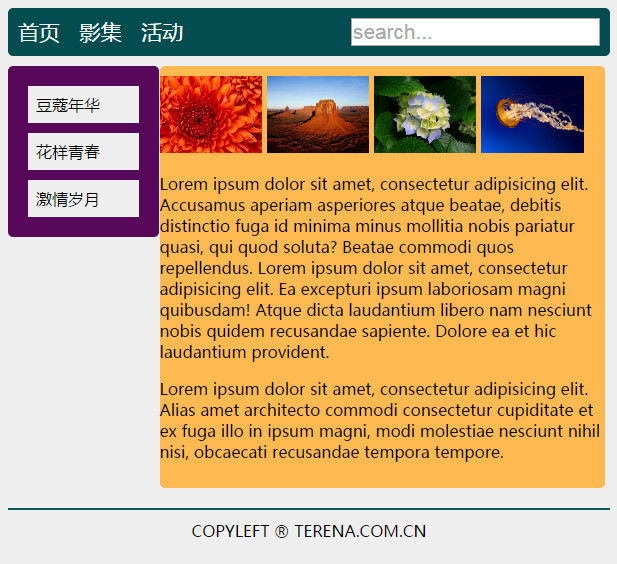 首页 影集 活动
search...
豆蔻年华
花样青春
激情岁月
Lorem ipsum dolor sit amet, consectetur adipisicing elit.
Accusamus aperiam asperiores atque beatae, debitis
distinctio fuga id minima minus mollitia nobis pariatur
quasi, qui quod soluta? Beatae commodi quos
repellendus. Lorem ipsum dolor sit amet, consectetur
adipisicing elit. Ea excepturi ipsum laboriosam magni
quibusdam! Atque dicta laudantium libero nam nesciunt
nobis quidem recusandae sapiente. Dolore ea et hic
laudantium provident.
Lorem ipsum dolor sit amet, consectetur adipisicing elit.
Alias amet architecto commodi consectetur cupiditate et
ex fuga illo in ipsum magni, modi molestiae nesciunt nihil
nisi, obcaecati recusandae tempora tempore.
COPYLEFT ® TERENA.COM.CN